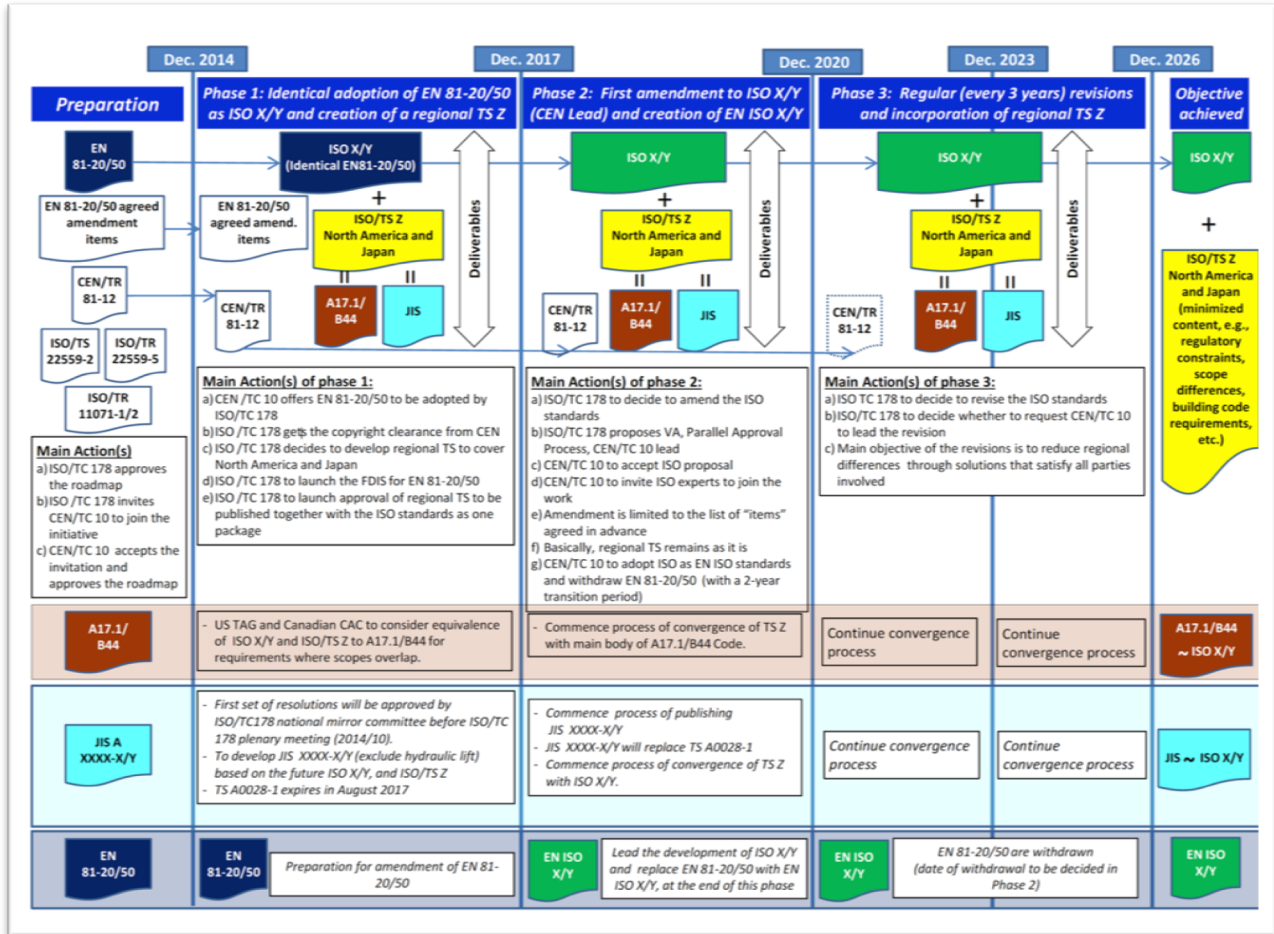 Dec. 2014
Dec. 2017
Dec. 2020
Dec. 2023
Dec. 2026
Preparation
Phase 1: Identical adoption of EN 81-20/50
as ISO X/Y and creation of a regional TS Z
Phase 2: First amendment to ISO X/Y
(CEN Lead) and creation of EN ISO X/Y
Phase 3: Regular (every 3 years) revisions
and incorporation of regional TS Z
Objective
achieved
EN
81-20/50
EN 81-20/50 agreed
amendment
items
CEN/TR
81-12
ISO/TS
22559-2
ISO/TR
22559-5
ISO/TR
11071-1/2
Main Action(s)
a) ISO/TC 178 approves
the roadmap
b) ISO /TC 178 invites
CEN/TC 10 to join the
initiative
c) CEN/TC 10 accepts the
invitation and
approves the roadmap
ISO X/Y
(Identical EN81-20/50)
EN 81-20/50
agreed amend.
items
+
ISO/TS Z
North America and
Japan
=
=
CEN/TR
81-12
A17.1/
B44
JIS
Deliverables
Main Action(s) of phase 1:
a) CEN /TC 10 offers EN 81-20/50 to be adopted by
ISO/TC 178
b) ISO /TC 178 gets the copyright clearance from CEN
c) ISO /TC 178 decides to develop regional TS to cover
North America and Japan
d) ISO /TC 178 to launch the FDIS for EN 81-20/50
e) ISO /TC 178 to launch approval of regional TS to be
published together with the ISO standards as one
package
ISO X/Y
+
ISO/TS Z
North America and
Japan
=
=
CEN/TR
81-12
A17.1/
B44
JIS
Deliverables
Main Action(s) of phase 2:
a) ISO/TC 178 to decide to amend the ISO
standards
b) ISO/TC 178 proposes VA, Parallel Approval
Process, CEN/TC 10 lead
c) CEN/TC 10 to accept ISO proposal
d) CEN/TC 10 to invite ISO experts to join the
work
e) Amendment is limited to the list of “items”
agreed in advance
f) Basically, regional TS remains as it is
g) CEN/TC 10 to adopt ISO as EN ISO standards
and withdraw EN 81-20/50 (with a 2-year
transition period)
ISO X/Y
+
ISO/TS Z
North America and
Japan
=
=
CEN/TR
81-12
A17.1/
B44
JIS
Deliverables
Main Action(s) of phase 3:
a) ISO TC 178 to decide to revise the ISO standards
b) ISO/TC 178 to decide whether to request CEN/TC 10
to lead the revision
c) Main objective of the revisions is to reduce regional
differences through solutions that satisfy all parties
involved
ISO X/Y
+
ISO/TS Z
North America
and Japan
(minimized
content, e.g.,
regulatory
constraints,
scope
differences,
building code
requirements,
etc.)
A17.1/
B44
- US TAG and Canadian CAC to consider equivalence
of ISO X/Y and ISO/TS Z to A17.1/B44 for
requirements where scopes overlap.
- Commence process of convergence of TS Z
with main body of A17.1/B44 Code.
Continue convergence
process
Continue
convergence process
A17.1/B44
~ ISO X/Y
JIS A
XXXX-X/Y
- First set of resolutions will be approved by
ISO/TC178 national mirror committee before ISO/TC
178 plenary meeting (2014/10).
- To develop JIS XXXX-X/Y (exclude hydraulic lift)
based on the future ISO X/Y, and ISO/TS Z
- TS A0028-1 expires in August 2017
- Commence process of publishing
JIS XXXX-X/Y
- JIS XXXX-X/Y will replace TS A0028-1
- Commence process of convergence of TS Z
with ISO X/Y.
Continue convergence
process
Continue
convergence process
JIS ~ ISO X/Y
EN
81-20/50
EN
81-20/50
Preparation for amendment of EN 81-
20/50
EN ISO
X/Y
Lead the development of ISO X/Y
and replace EN 81-20/50 with EN
ISO X/Y, at the end of this phase
EN ISO
X/Y
EN 81-20/50 are withdrawn
(date of withdrawal to be decided in
Phase 2)
EN ISO
X/Y